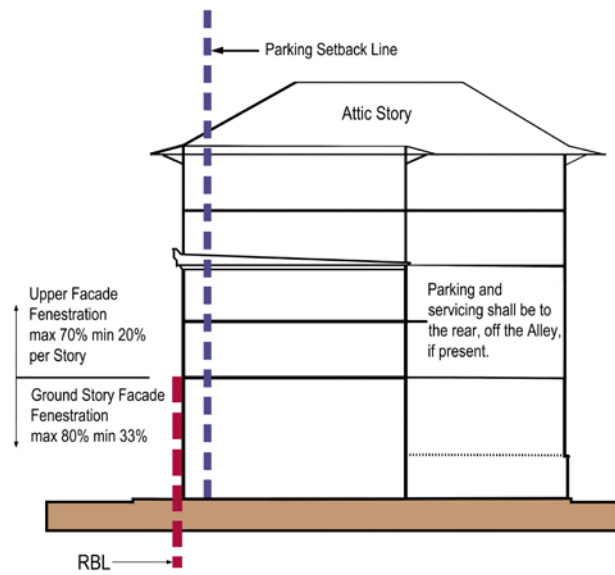 Parking Setback Line
Attic Story
Upper Facade
Fenestration
max 70% min 20%
per Story
Parking and
servicing shall be to
the rear, off the Alley,
if present.
Ground Story Facade
Fenestration
max 80% min 33%
RBL